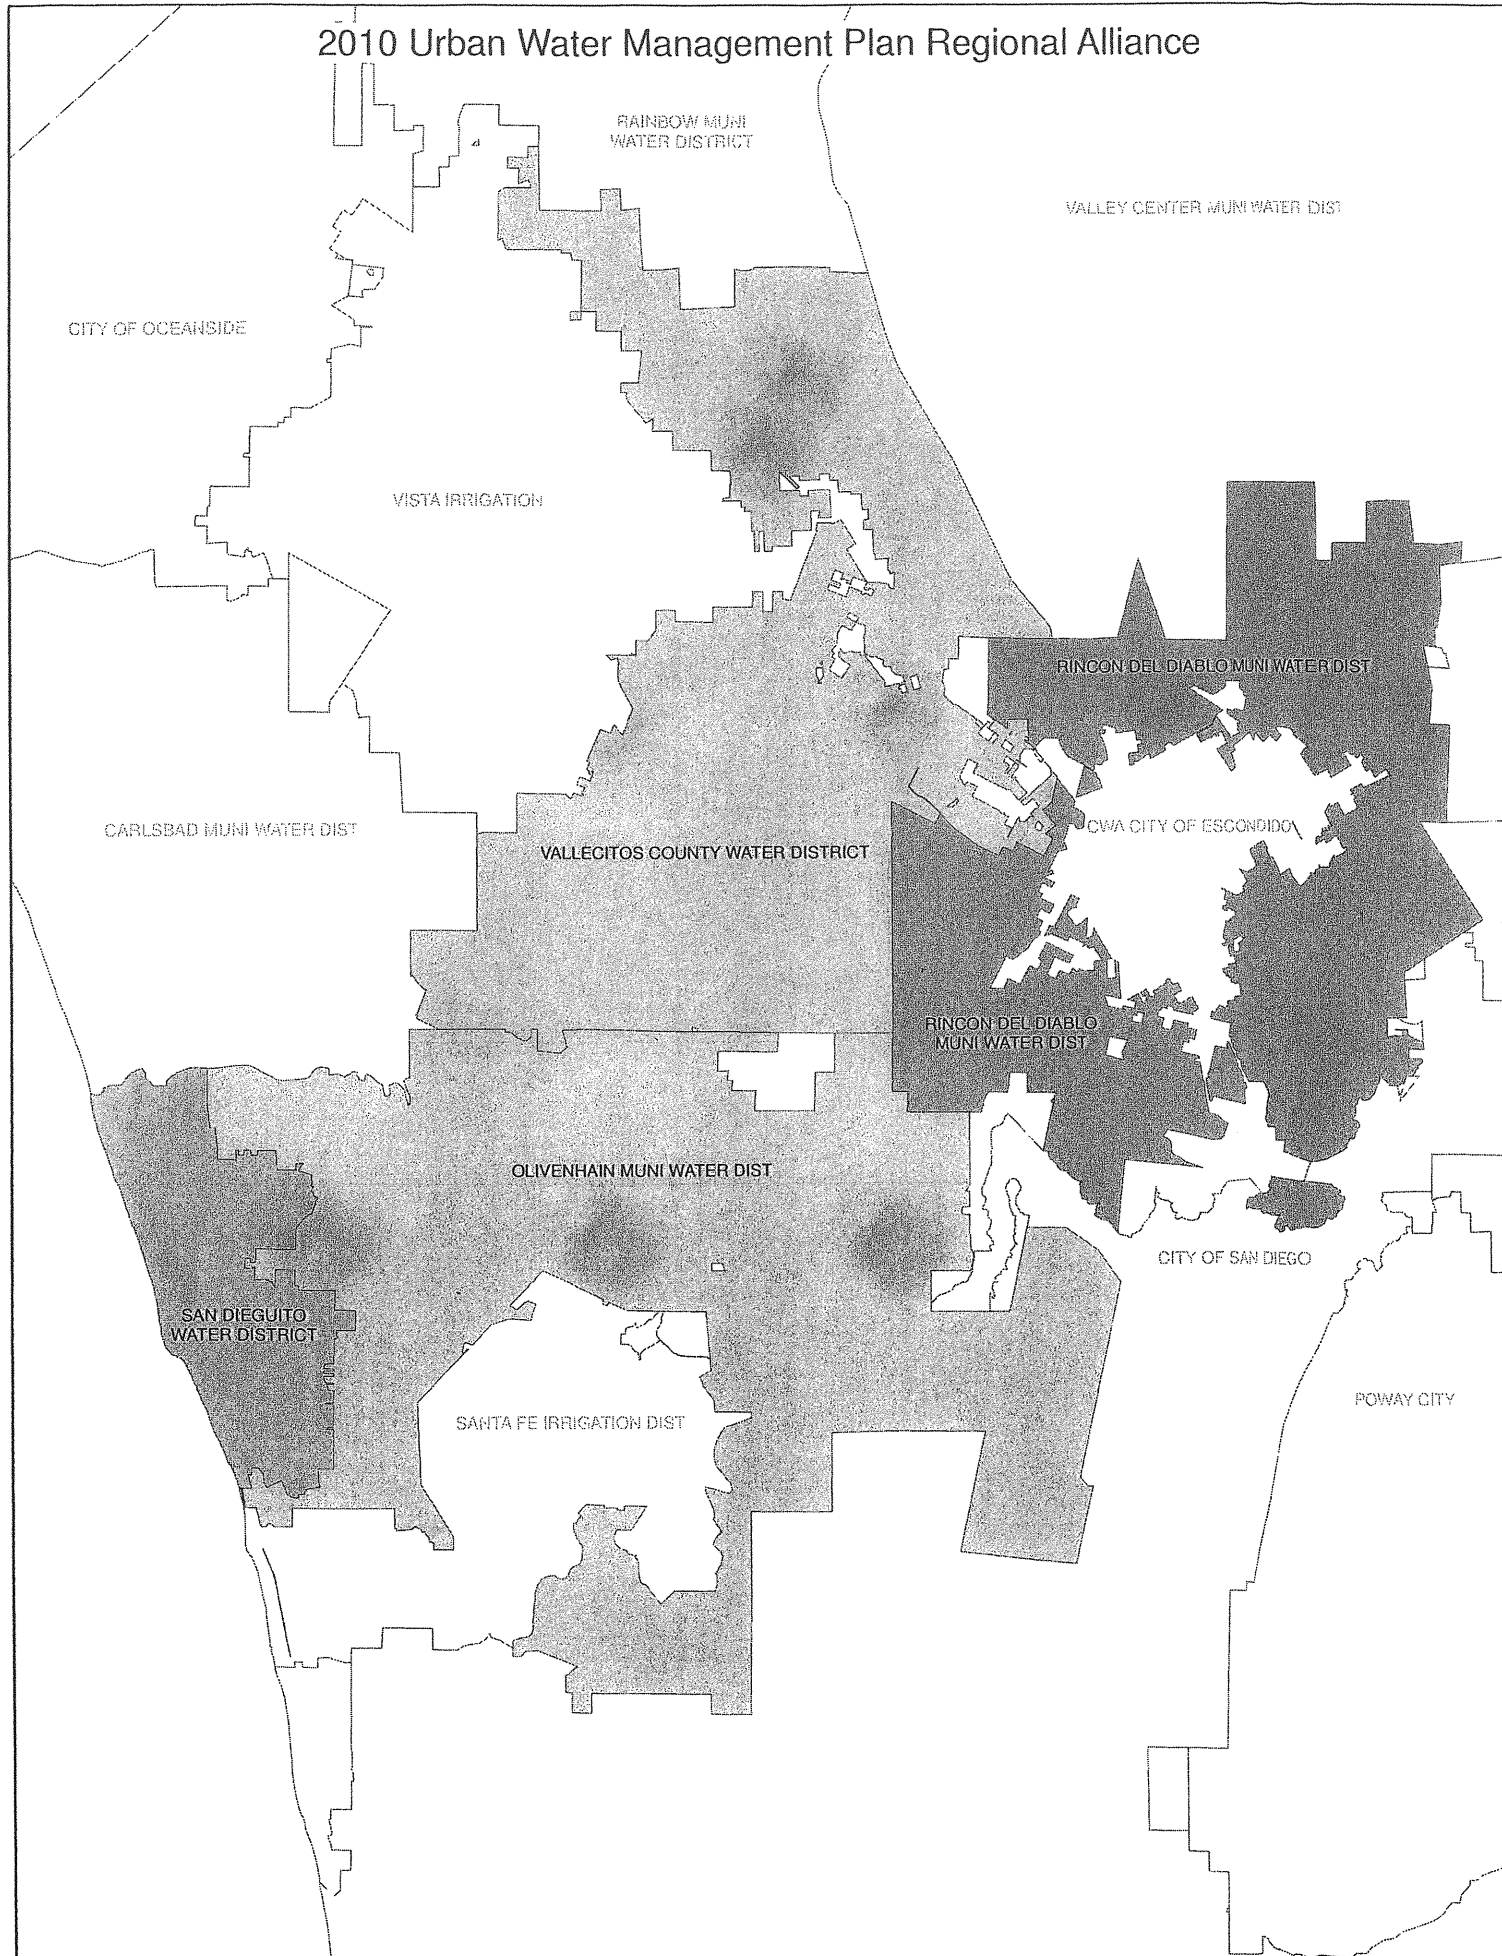 2010 Urban Water Management Plan Regional Alliance
RAINBOW MUNI
WATER DISTRICT
VALLEY CENTER MUNI WATER DIST
CITY OF OCEANSIDE
VISTA IRRIGATION
RINCON DEL DIABLO MUNI WATER DIST
CARLSBAD MUNI WATER DIST
CWA CITY OF ESCONDIDO
VALLECITOS COUNTY WATER DISTRICT
RINCON DEL DIABLO
MUNI WATER DIST
OLIVENHAIN MUNI WATER DIST
CITY OF SAN DIEGO
SAN DIEGUITO
WATER DISTRICT
SANTA FE IRRIGATION DIST
POWAY CITY